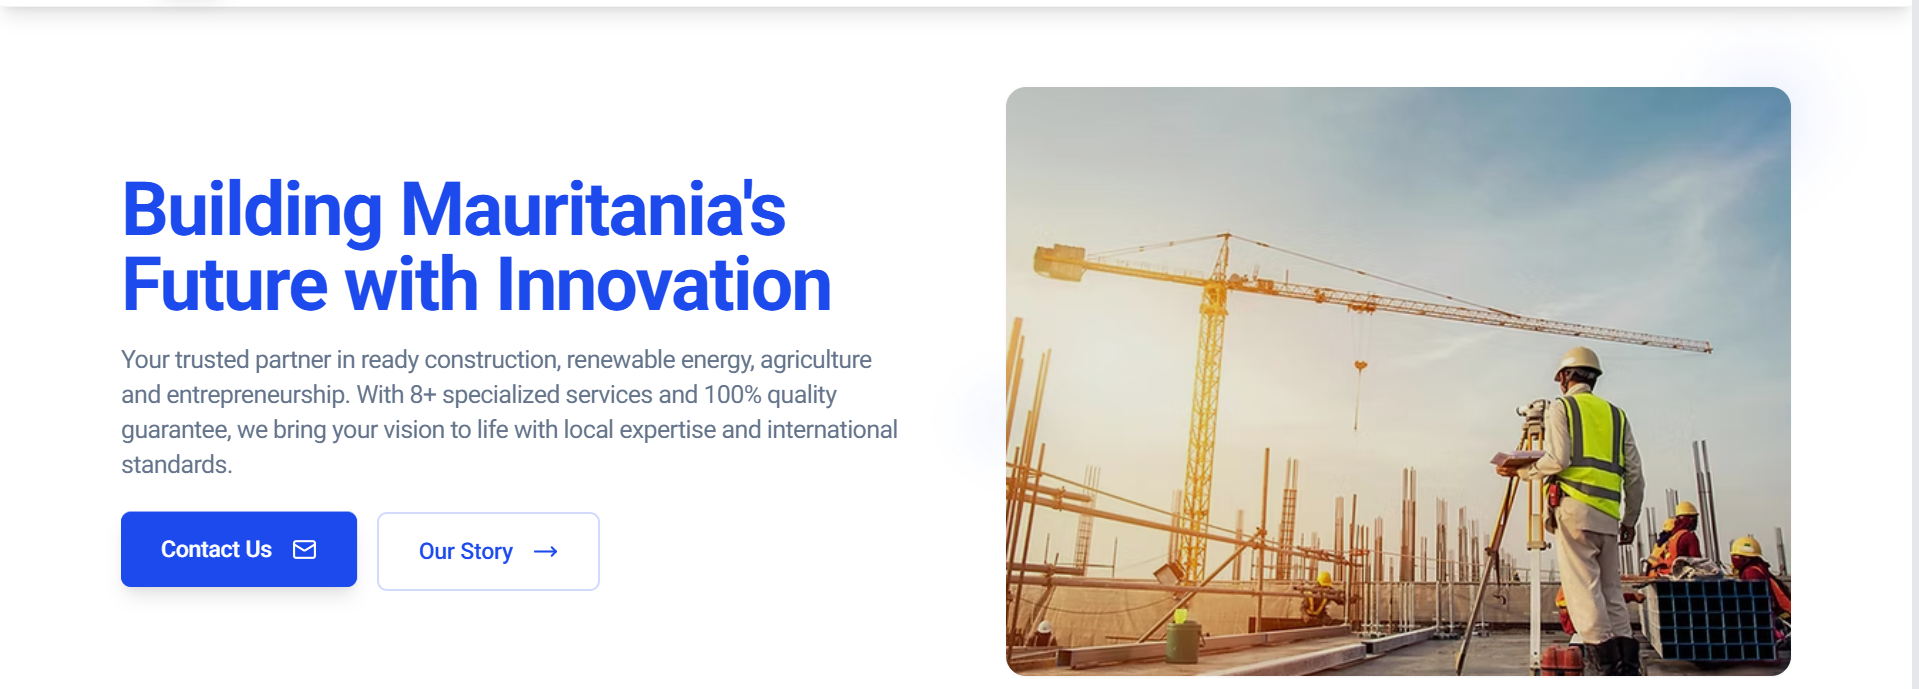 Building Mauritania's
Future with Innovation
Your trusted partner in ready construction, renewable energy, agriculture
and entrepreneurship. With 8+ specialized services and 100% quality
guarantee, we bring your vision to life with local expertise and international
standards.
Contact Us
Our Story